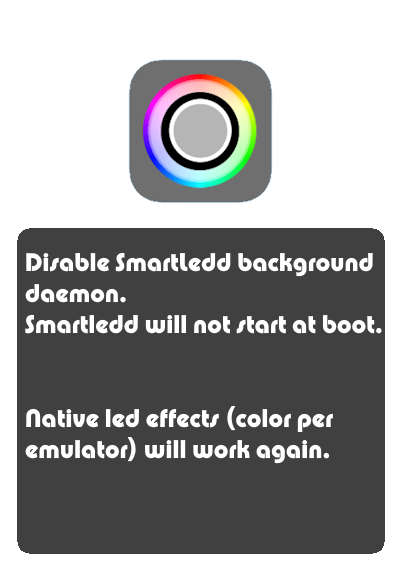 Disable SmartLedd background
daemon.
Smartledd will not start at boot.
Native led effects (color per
emulator) will work again.